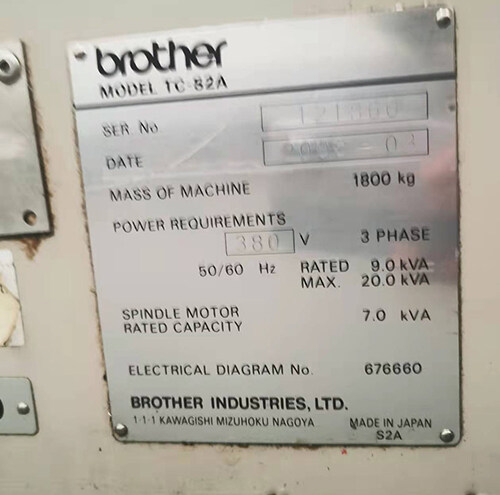 brother
MODEL TC-S2A
SER No
DATE
MASS OF MACHINE 1800 kg
POWER REQUIREMENTS
380 V 3 PHASE
50/60 Hz RATED 9.0 kVA
MAX. 20.0 kVA
SPINDLE MOTOR 7.0 kVA
RATED CAPACITY
ELECTRICAL DIAGRAM No. 676660
BROTHER INDUSTRIES, LTD.
1-1-1 KAWAGISHI MIZUHOKU NAGOYA MADE IN JAPAN
S2A